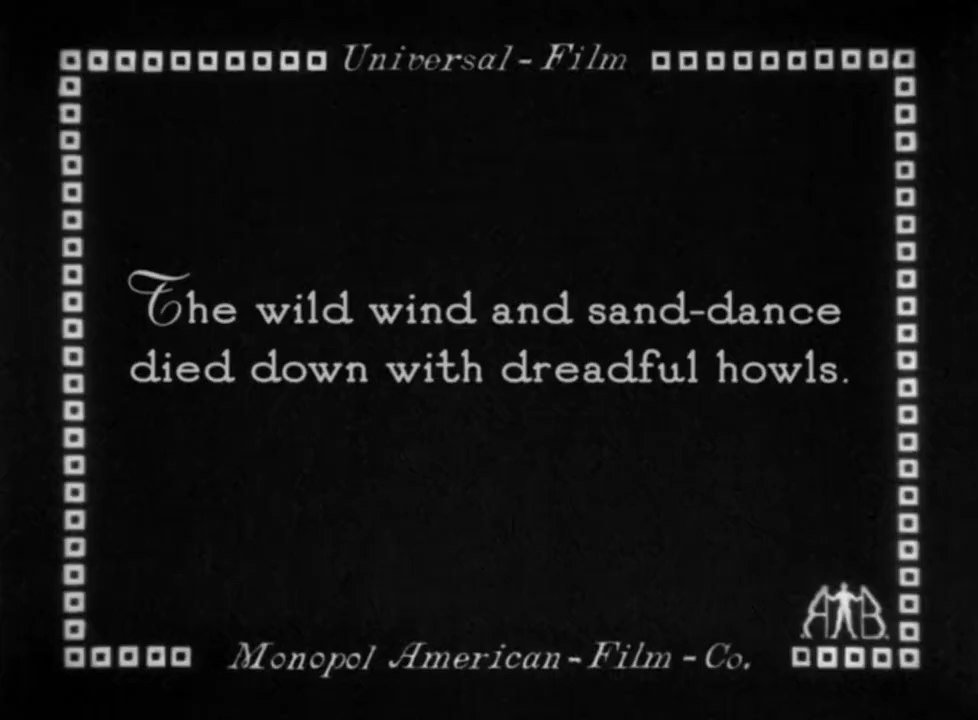 Universal-Film
The wild wind and sand-dance
died down with dreadful howls.
A B
Monopol American-Film-Co.